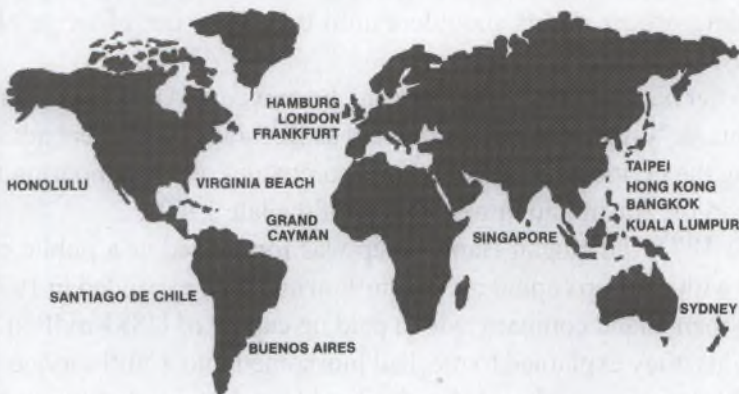 HAMBURG
LONDON
FRANKFURT
TAIPEI
HONOLULU
VIRGINIA BEACH
HONG KONG
BANGKOK
GRAND
CAYMAN
SINGAPORE
KUALA LUMPUR
SANTIAGO DE CHILE
SYDNEY
BUENOS AIRES